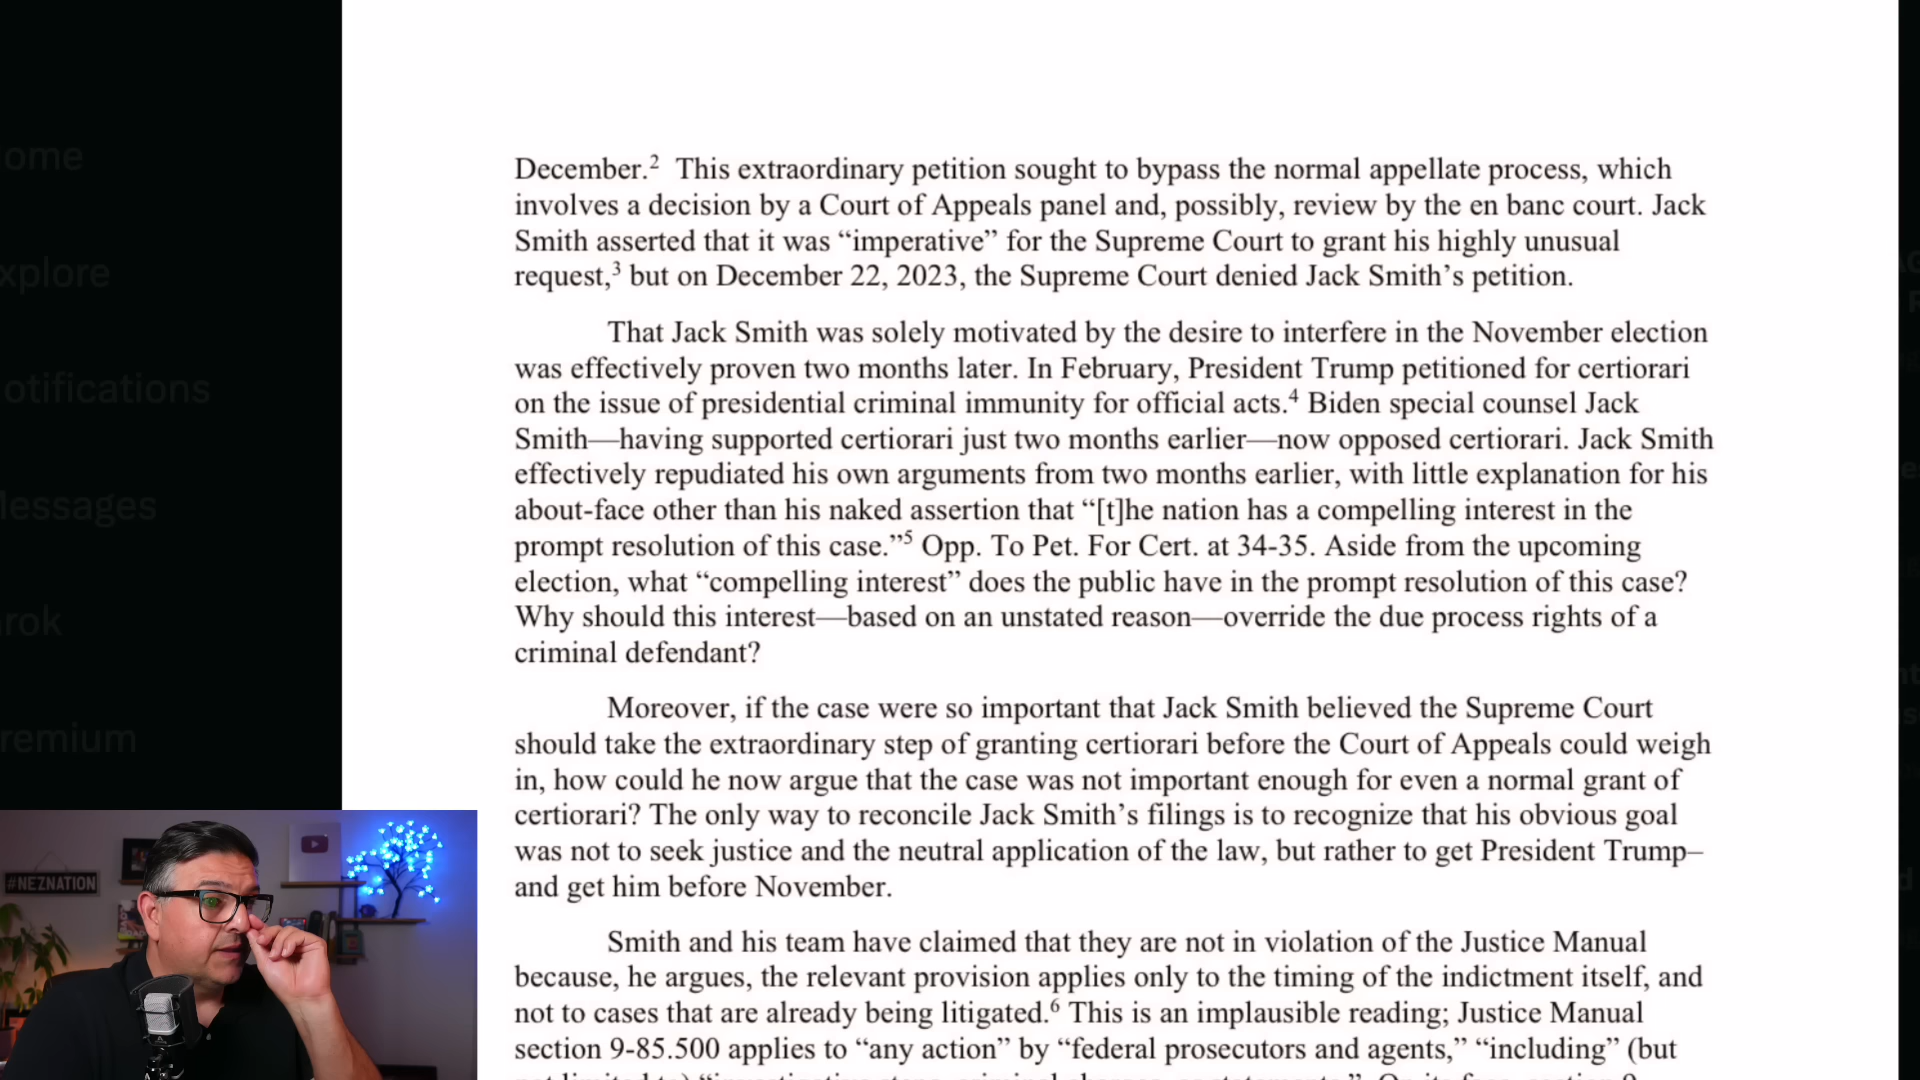 ome
xplore
otifications
Messages
rok
remium
December.2 This extraordinary petition sought to bypass the normal appellate process, which
involves a decision by a Court of Appeals panel and, possibly, review by the en banc court. Jack
Smith asserted that it was “imperative” for the Supreme Court to grant his highly unusual
request,3 but on December 22, 2023, the Supreme Court denied Jack Smith’s petition.
That Jack Smith was solely motivated by the desire to interfere in the November election
was effectively proven two months later. In February, President Trump petitioned for certiorari
on the issue of presidential criminal immunity for official acts.4 Biden special counsel Jack
Smith—having supported certiorari just two months earlier—now opposed certiorari. Jack Smith
effectively repudiated his own arguments from two months earlier, with little explanation for his
about-face other than his naked assertion that “[t]he nation has a compelling interest in the
prompt resolution of this case.”5 Opp. To Pet. For Cert. at 34-35. Aside from the upcoming
election, what “compelling interest” does the public have in the prompt resolution of this case?
Why should this interest—based on an unstated reason—override the due process rights of a
criminal defendant?
Moreover, if the case were so important that Jack Smith believed the Supreme Court
should take the extraordinary step of granting certiorari before the Court of Appeals could weigh
in, how could he now argue that the case was not important enough for even a normal grant of
certiorari? The only way to reconcile Jack Smith’s filings is to recognize that his obvious goal
was not to seek justice and the neutral application of the law, but rather to get President Trump–
and get him before November.
Smith and his team have claimed that they are not in violation of the Justice Manual
because, he argues, the relevant provision applies only to the timing of the indictment itself, and
not to cases that are already being litigated.6 This is an implausible reading; Justice Manual
section 9-85.500 applies to “any action” by “federal prosecutors and agents,” “including” (but
#NEZNATION